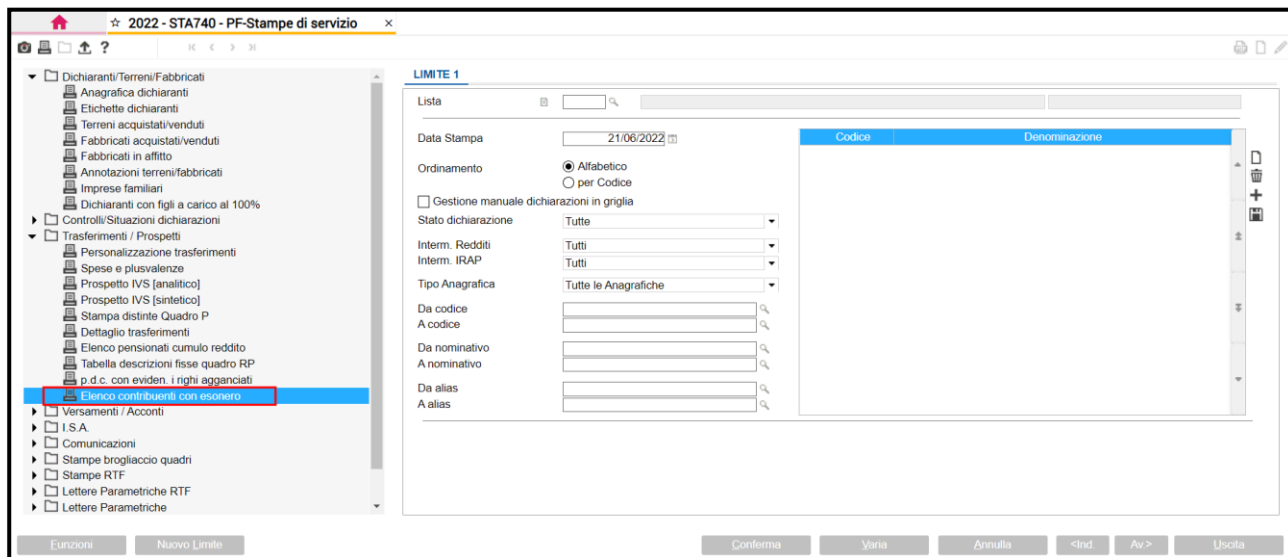 2022 - STA740 - PF-Stampe di servizio ×
?
Dichiaranti/Terreni/Fabbricati
Anagrafica dichiaranti
Etichette dichiaranti
Terreni acquistati/venduti
Fabbricati acquistati/venduti
Fabbricati in affitto
Annotazioni terreni/fabbricati
Imprese familiari
Dichiaranti con figli a carico al 100%
Controlli/Situazioni dichiarazioni
Trasferimenti / Prospetti
Personalizzazione trasferimenti
Spese e plusvalenze
Prospetto IVS [analitico]
Prospetto IVS [sintetico]
Stampa distinte Quadro P
Dettaglio trasferimenti
Elenco pensionati cumulo reddito
Tabella descrizioni fisse quadro RP
p.d.c. con eviden. i righi agganciati
Elenco contribuenti con esonero
Versamenti / Acconti
I.S.A.
Comunicazioni
Stampe brogliaccio quadri
Stampe RTF
Lettere Parametriche RTF
Lettere Parametriche
LIMITE 1
Lista
Data Stampa 21/06/2022
Ordinamento Alfabetico
per Codice
Gestione manuale dichiarazioni in griglia
Stato dichiarazione Tutte
Interm. Redditi Tutti
Interm. IRAP Tutti
Tipo Anagrafica Tutte le Anagrafiche
Da codice
A codice
Da nominativo
A nominativo
Da alias
A alias
Codice Denominazione
Funzioni Nuovo Limite Conferma Varia Annulla <Ind. Av> Uscita